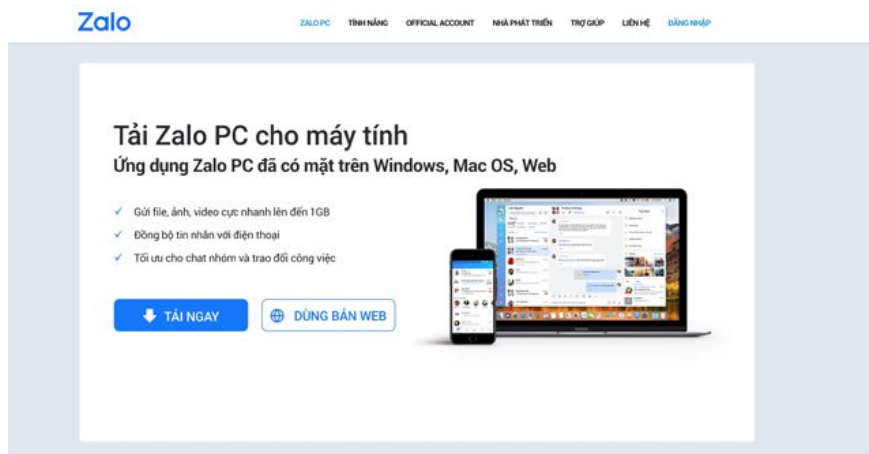 Zalo
ZALO PC TÍNH NĂNG OFFICIAL ACCOUNT NHÀ PHÁT TRIỂN TRỢ GIÚP LIÊN HỆ ĐĂNG NHẬP
Tải Zalo PC cho máy tính
Ứng dụng Zalo PC đã có mặt trên Windows, Mac OS, Web
Gửi file, ảnh, video cực nhanh lên đến 1GB
Đồng bộ tin nhắn với điện thoại
Tối ưu cho chat nhóm và trao đổi công việc
TẢI NGAY
DÙNG BẢN WEB